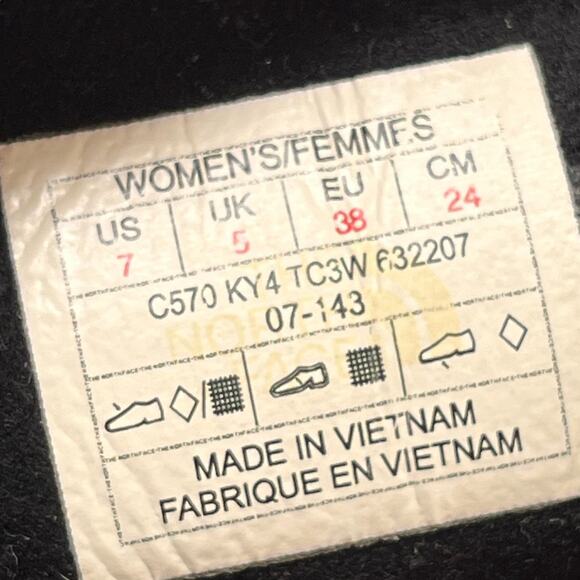 WOMEN'S/FEMMES
US UK EU CM
7 5 38 24
C570 KY4 TC3W 632207
07-143
MADE IN VIETNAM
FABRIQUE EN VIETNAM